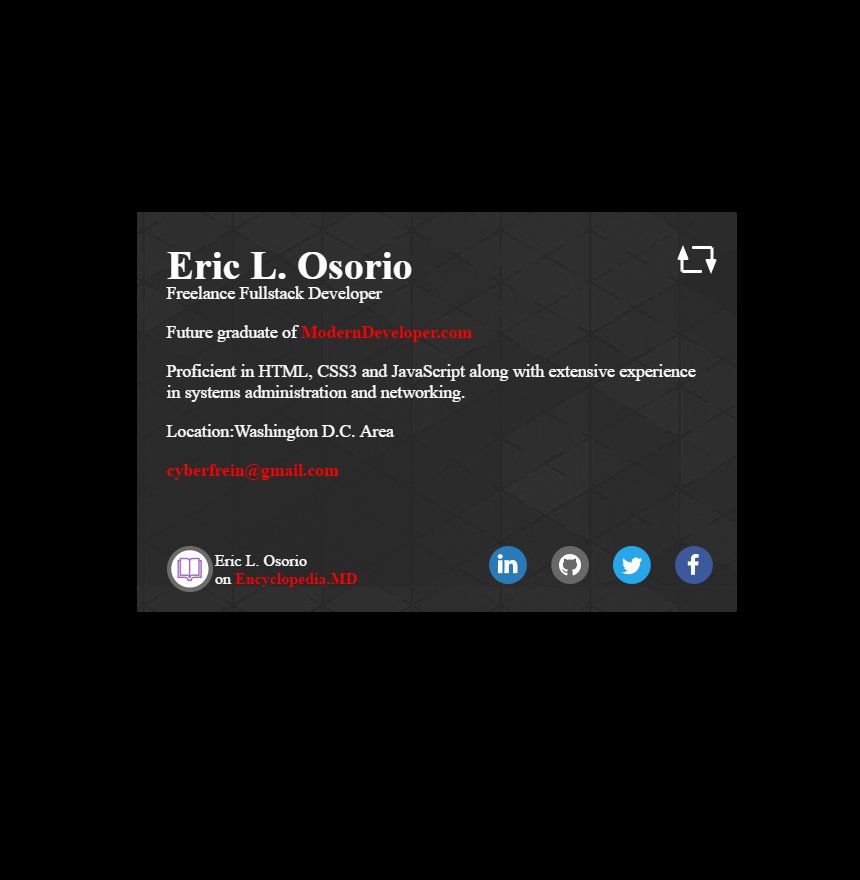 Eric L. Osorio
Freelance Fullstack Developer
Future graduate of ModernDeveloper.com
Proficient in HTML, CSS3 and JavaScript along with extensive experience
in systems administration and networking.
Location:Washington D.C. Area
cyberfrein@gmail.com
Eric L. Osorio
on Encyclopedia.MD
in
f